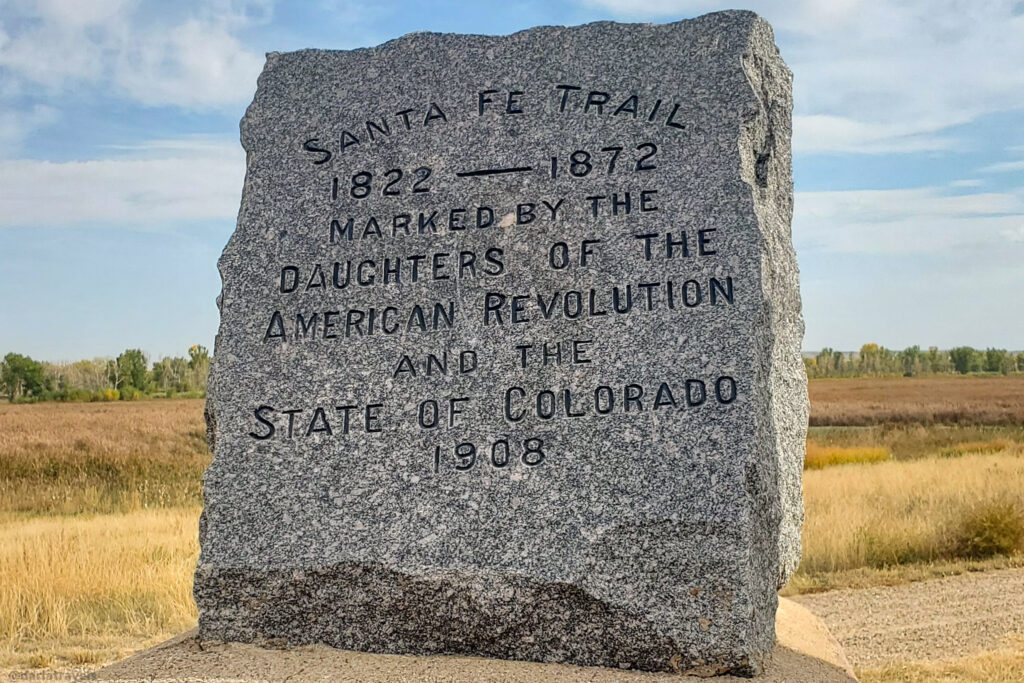 SANTA FE TRAIL
1822 — 1872
MARKED BY THE
DAUGHTERS OF THE
AMERICAN REVOLUTION
AND THE
STATE OF COLORADO
1908
@darlatravels